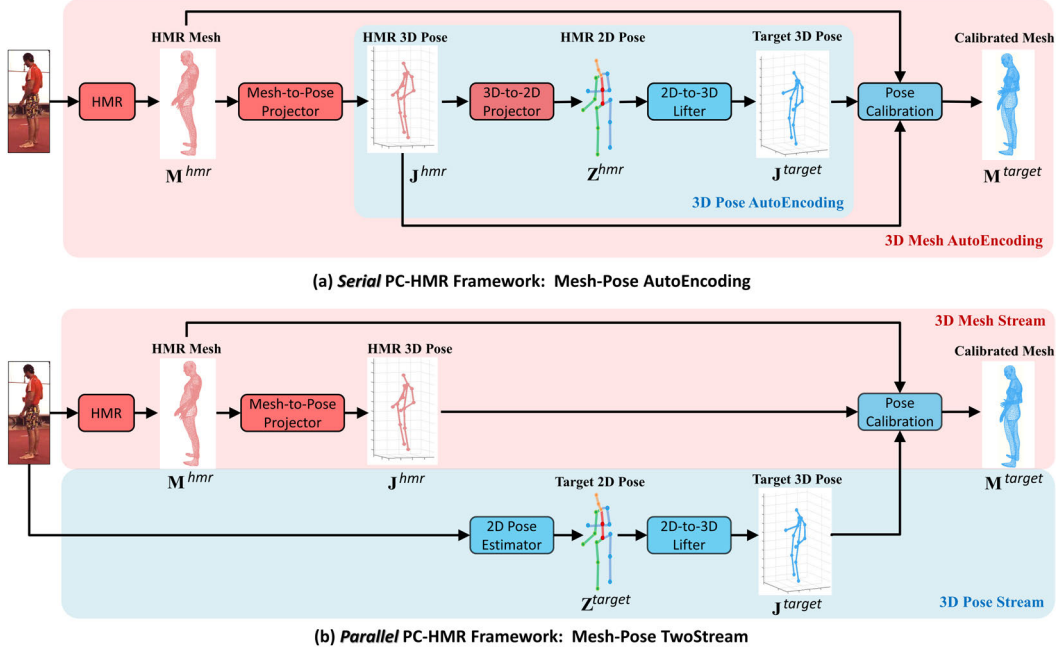 HMR Mesh
HMR 3D Pose
HMR 2D Pose
Target 3D Pose
Calibrated Mesh
HMR
Mesh-to-Pose
Projector
3D-to-2D
Projector
2D-to-3D
Lifter
Pose
Calibration
M^hmr
J^hmr
Z^hmr
J^target
M^target
3D Pose AutoEncoding
3D Mesh AutoEncoding
(a) Serial PC-HMR Framework: Mesh-Pose AutoEncoding
3D Mesh Stream
HMR Mesh
HMR 3D Pose
Calibrated Mesh
HMR
Mesh-to-Pose
Projector
Pose
Calibration
M^hmr
J^hmr
M^target
Target 2D Pose
Target 3D Pose
2D Pose
Estimator
2D-to-3D
Lifter
Z^target
J^target
3D Pose Stream
(b) Parallel PC-HMR Framework: Mesh-Pose TwoStream